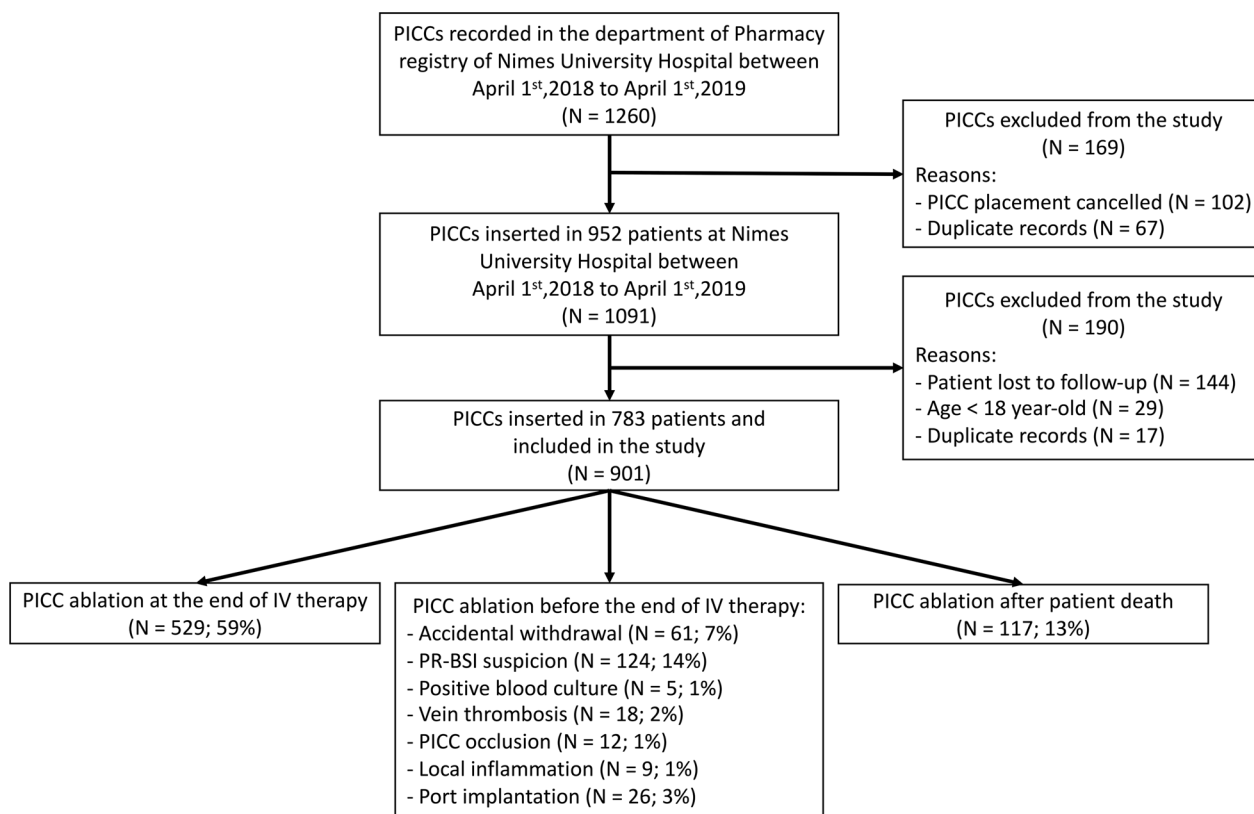 PICCs recorded in the department of Pharmacy
registry of Nimes University Hospital between
April 1st,2018 to April 1st,2019
(N = 1260)
PICCs excluded from the study
(N = 169)
Reasons:
- PICC placement cancelled (N = 102)
- Duplicate records (N = 67)
PICCs inserted in 952 patients at Nimes
University Hospital between
April 1st,2018 to April 1st,2019
(N = 1091)
PICCs excluded from the study
(N = 190)
Reasons:
- Patient lost to follow-up (N = 144)
- Age < 18 year-old (N = 29)
- Duplicate records (N = 17)
PICCs inserted in 783 patients and
included in the study
(N = 901)
PICC ablation at the end of IV therapy
(N = 529; 59%)
PICC ablation before the end of IV therapy:
- Accidental withdrawal (N = 61; 7%)
- PR-BSI suspicion (N = 124; 14%)
- Positive blood culture (N = 5; 1%)
- Vein thrombosis (N = 18; 2%)
- PICC occlusion (N = 12; 1%)
- Local inflammation (N = 9; 1%)
- Port implantation (N = 26; 3%)
PICC ablation after patient death
(N = 117; 13%)